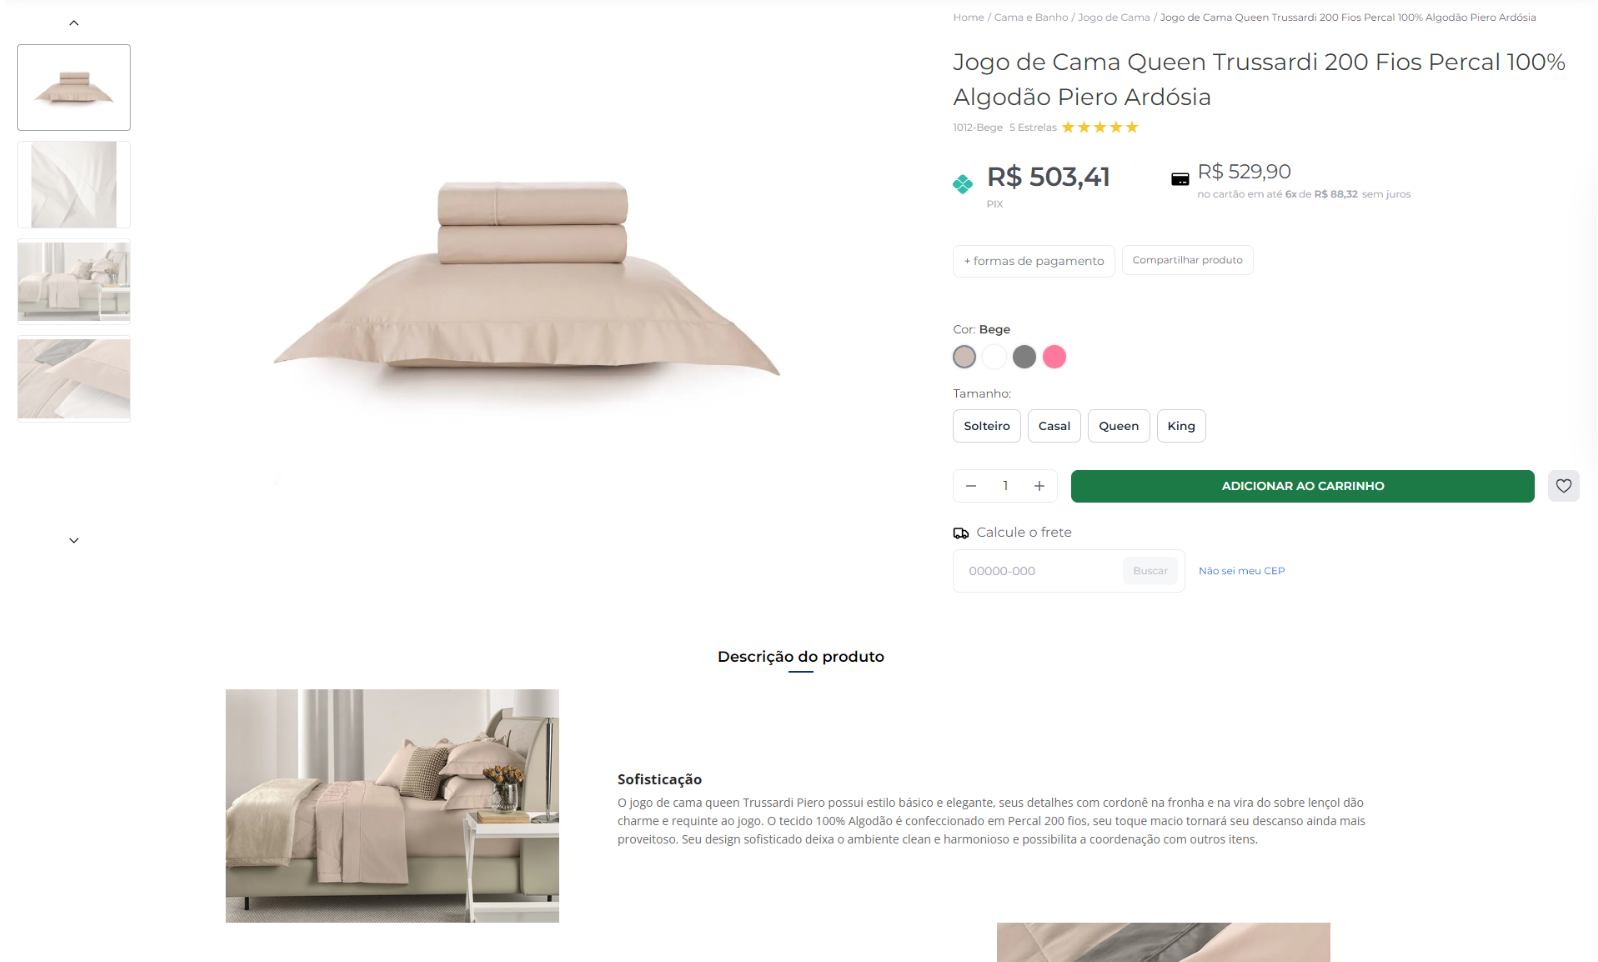 Home / Cama e Banho / Jogo de Cama / Jogo de Cama Queen Trussardi 200 Fios Percal 100% Algodão Piero Ardósia
Jogo de Cama Queen Trussardi 200 Fios Percal 100%
Algodão Piero Ardósia
1012-Bege 5 Estrelas
R$ 503,41
PIX
R$ 529,90
no cartão em até 6x de R$ 88,32 sem juros
+ formas de pagamento
Compartilhar produto
Cor: Bege
Tamanho:
Solteiro Casal Queen King
− 1 +
ADICIONAR AO CARRINHO
Calcule o frete
00000-000 Buscar Não sei meu CEP
Descrição do produto
Sofisticação
O jogo de cama queen Trussardi Piero possui estilo básico e elegante, seus detalhes com cordonê na fronha e na vira do sobre lençol dão
charme e requinte ao jogo. O tecido 100% Algodão é confeccionado em Percal 200 fios, seu toque macio tornará seu descanso ainda mais
proveitoso. Seu design sofisticado deixa o ambiente clean e harmonioso e possibilita a coordenação com outros itens.